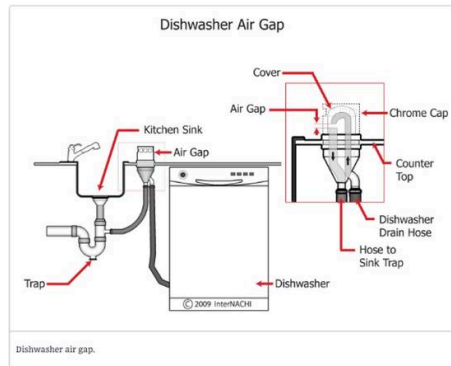 Dishwasher Air Gap
Cover
Air Gap
Chrome Cap
Kitchen Sink
Air Gap
Counter
Top
Dishwasher
Drain Hose
Hose to
Sink Trap
Trap
Dishwasher
© 2009 InterNACHI
Dishwasher air gap.